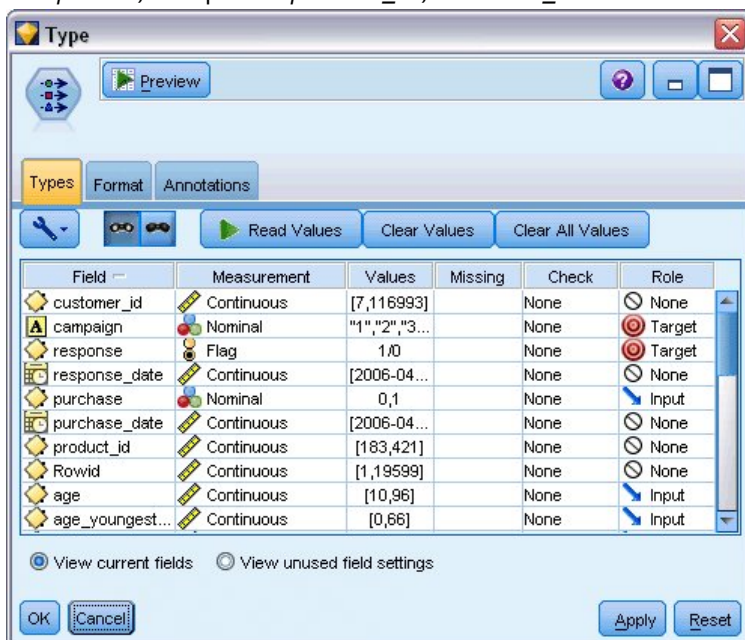 Type
Preview
Types Format Annotations
Read Values Clear Values Clear All Values
Field Measurement Values Missing Check Role
customer_id Continuous [7,116993] None None
A campaign Nominal "1","2","3... None Target
response Flag 1/0 None Target
response_date Continuous [2006-04... None None
purchase Nominal 0,1 None Input
purchase_date Continuous [2006-04... None None
product_id Continuous [183,421] None None
Rowid Continuous [1,19599] None None
age Continuous [10,96] None Input
age_youngest... Continuous [0,66] None Input
View current fields View unused field settings
OK Cancel Apply Reset